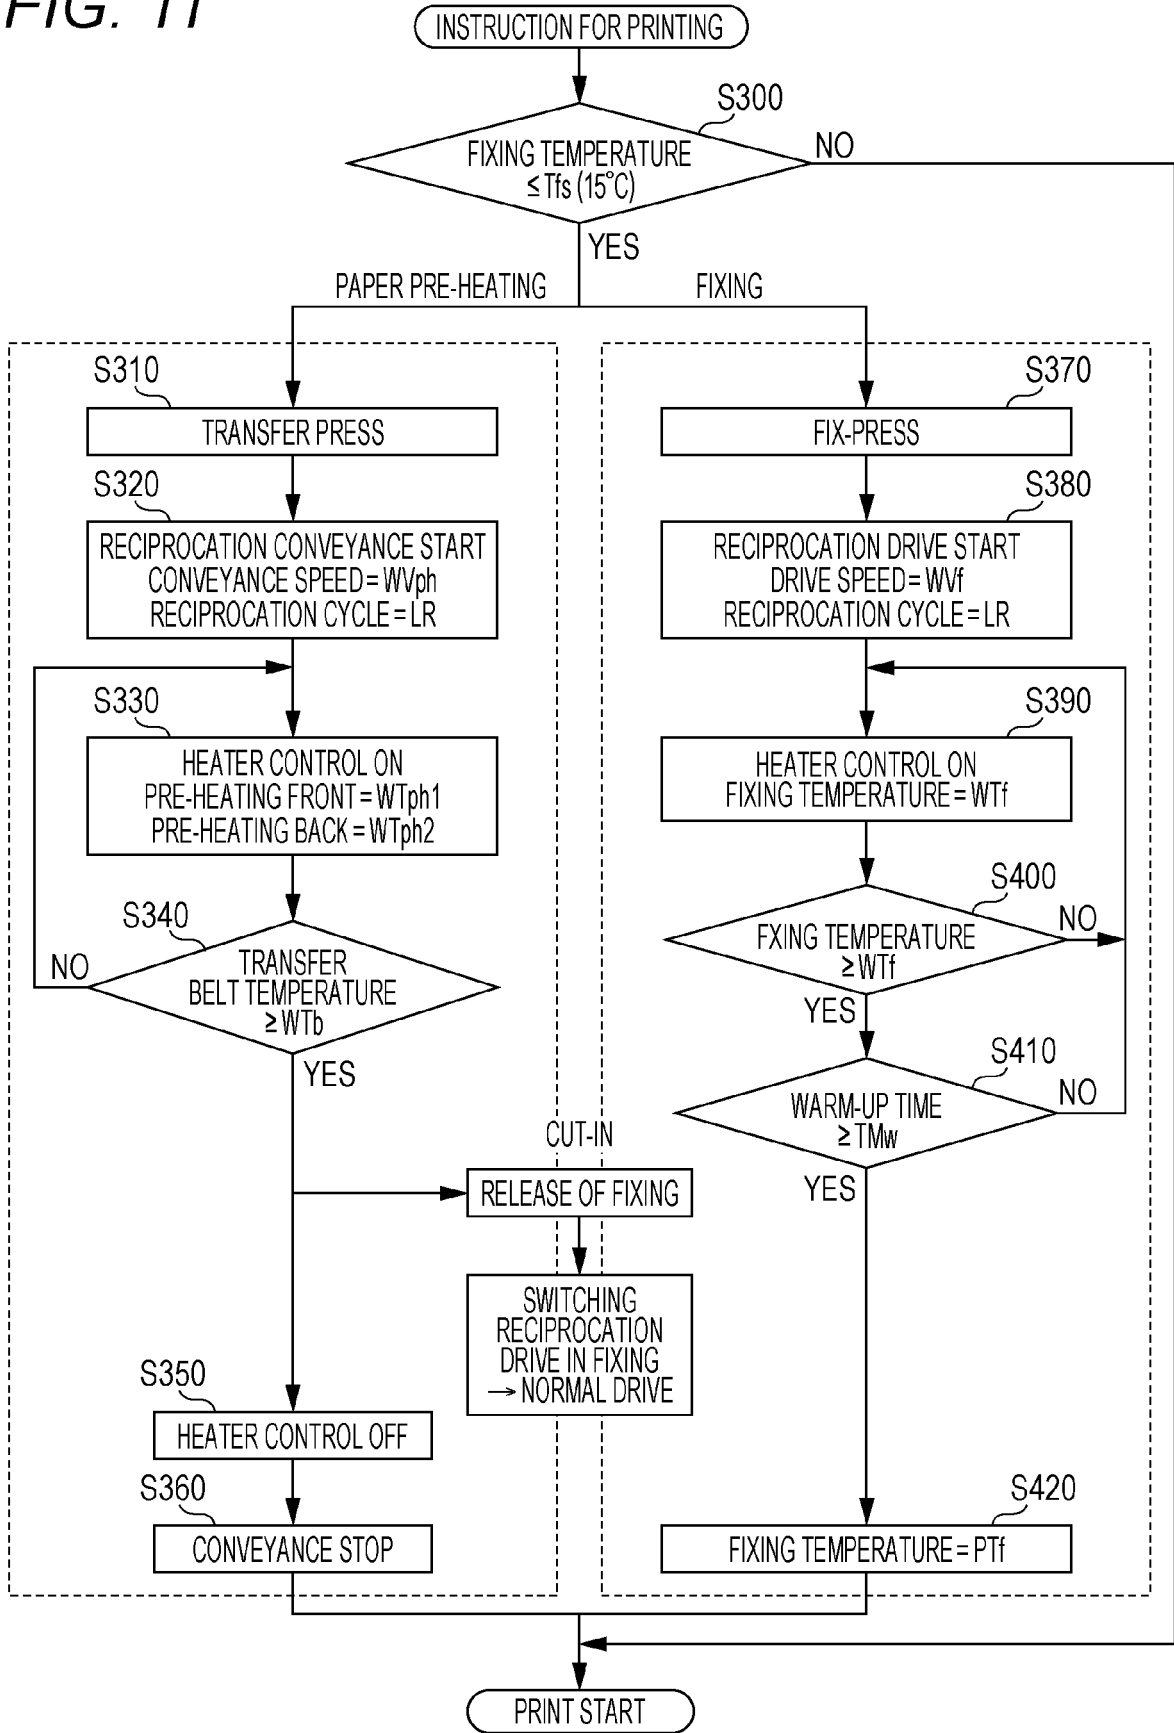 FIG. 11
INSTRUCTION FOR PRINTING
S300
FIXING TEMPERATURE
≤ Tfs (15°C)
NO
YES
PAPER PRE-HEATING
FIXING
S310
TRANSFER PRESS
S320
RECIPROCATION CONVEYANCE START
CONVEYANCE SPEED = WVph
RECIPROCATION CYCLE = LR
S330
HEATER CONTROL ON
PRE-HEATING FRONT = WTph1
PRE-HEATING BACK = WTph2
S340
NO
TRANSFER
BELT TEMPERATURE
≥ WTb
YES
CUT-IN
RELEASE OF FIXING
SWITCHING
RECIPROCATION
DRIVE IN FIXING
→ NORMAL DRIVE
S350
HEATER CONTROL OFF
S360
CONVEYANCE STOP
S370
FIX-PRESS
S380
RECIPROCATION DRIVE START
DRIVE SPEED = WVf
RECIPROCATION CYCLE = LR
S390
HEATER CONTROL ON
FIXING TEMPERATURE = WTf
S400
FXING TEMPERATURE
≥ WTf
NO
YES
S410
WARM-UP TIME
≥ TMw
NO
YES
S420
FIXING TEMPERATURE = PTf
PRINT START